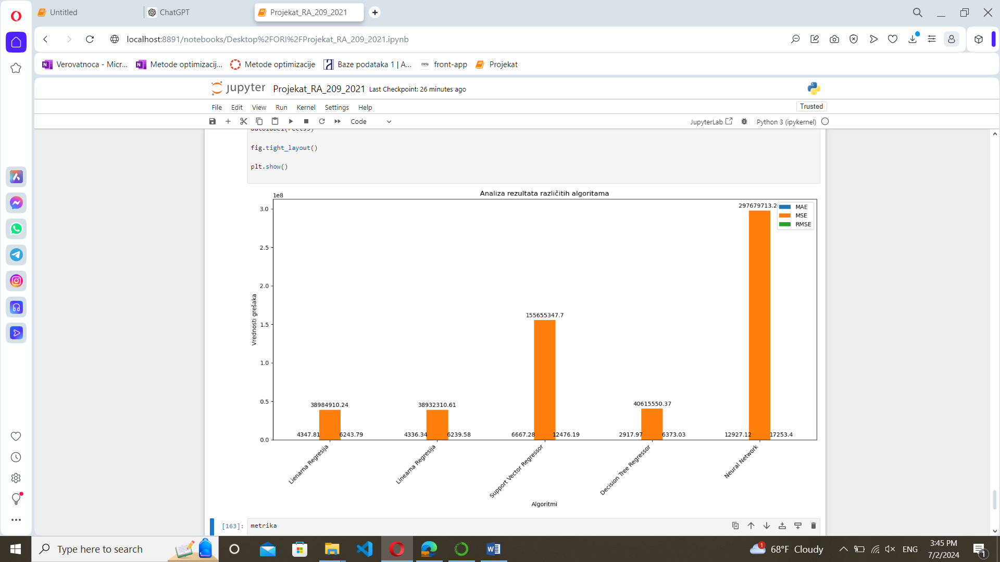 Untitled
ChatGPT
Projekat_RA_209_2021
localhost:8891/notebooks/Desktop%2FORI%2FProjekat_RA_209_2021.ipynb
Verovatnoca - Micr...
Metode optimizacij...
Metode optimizacije
Baze podataka 1 | A...
front-app
Projekat
jupyter Projekat_RA_209_2021 Last Checkpoint: 26 minutes ago
File Edit View Run Kernel Settings Help
Trusted
Code
JupyterLab
Python 3 (ipykernel)
autolabel(rects3)
fig.tight_layout()
plt.show()
Analiza rezultata različitih algoritama
1e8
3.0
2.5
2.0
1.5
1.0
0.5
0.0
Vrednosti grešaka
297679713.2
MAE
MSE
RMSE
155655347.7
38984910.24
38932310.61
40615550.37
4347.81
6243.79
4336.34
6239.58
6667.28
12476.19
2917.97
6373.03
12927.12
17253.4
Lienarna Regresija
Linearna Regresija
Support Vector Regressor
Decision Tree Regressor
Neural Network
Algoritmi
[163]:
metrika
Type here to search
1
68°F Cloudy
ENG
3:45 PM
7/2/2024
1